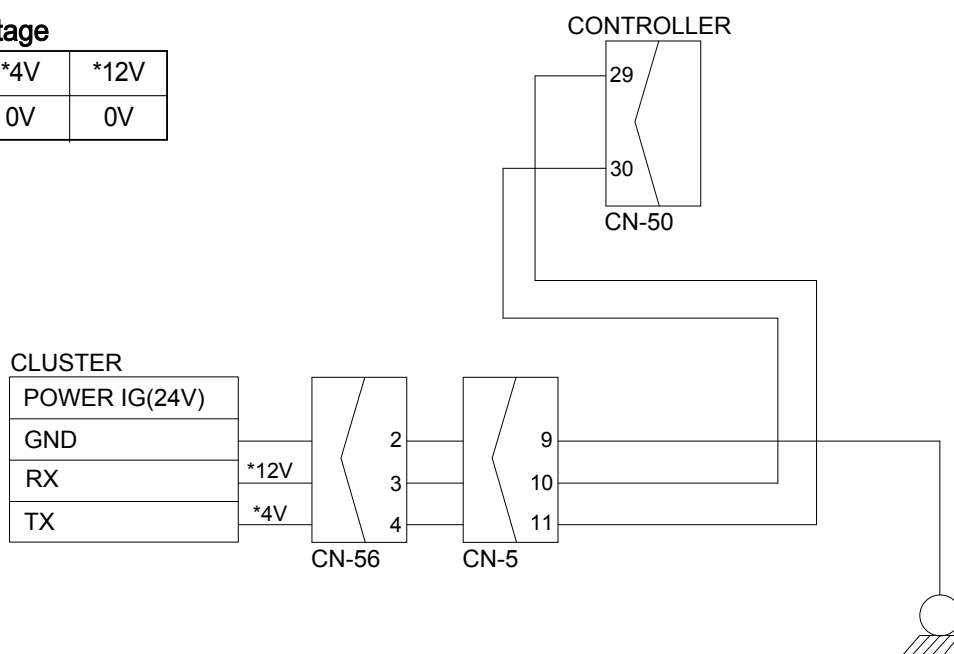 CONTROLLER
*4V *12V
0V 0V
29
30
CN-50
CLUSTER
POWER IG(24V)
GND
RX
TX
*12V
*4V
2
3
4
CN-56
9
10
11
CN-5